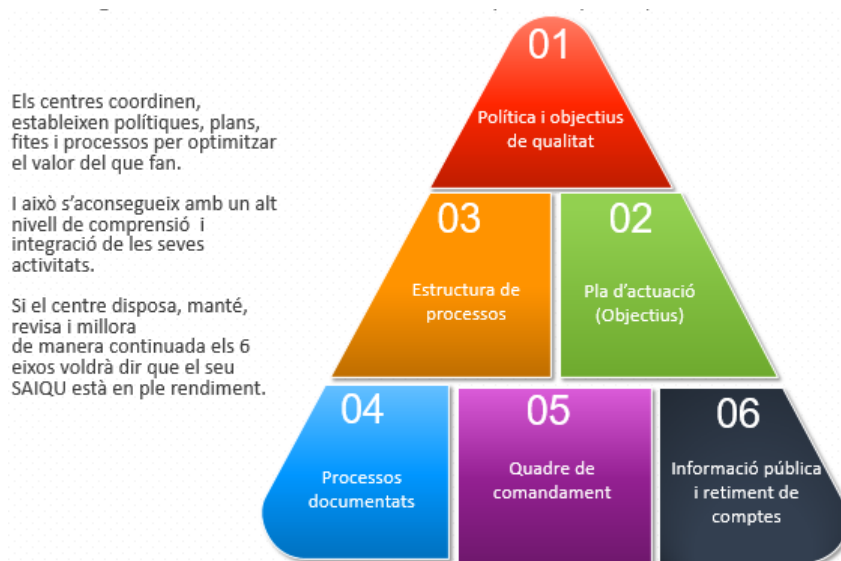 Els centres coordinen,
estableixen polítiques, plans,
fites i processos per optimitzar
el valor del que fan.
I això s'aconsegueix amb un alt
nivell de comprensió i
integració de les seves
activitats.
Si el centre disposa, manté,
revisa i millora
de manera continuada els 6
eixos voldrà dir que el seu
SAIQU està en ple rendiment.
01
Política i objectius
de qualitat
03
Estructura de
processos
02
Pla d'actuació
(Objectius)
04
Processos
documentats
05
Quadre de
comandament
06
Informació pública
i retiment de
comptes